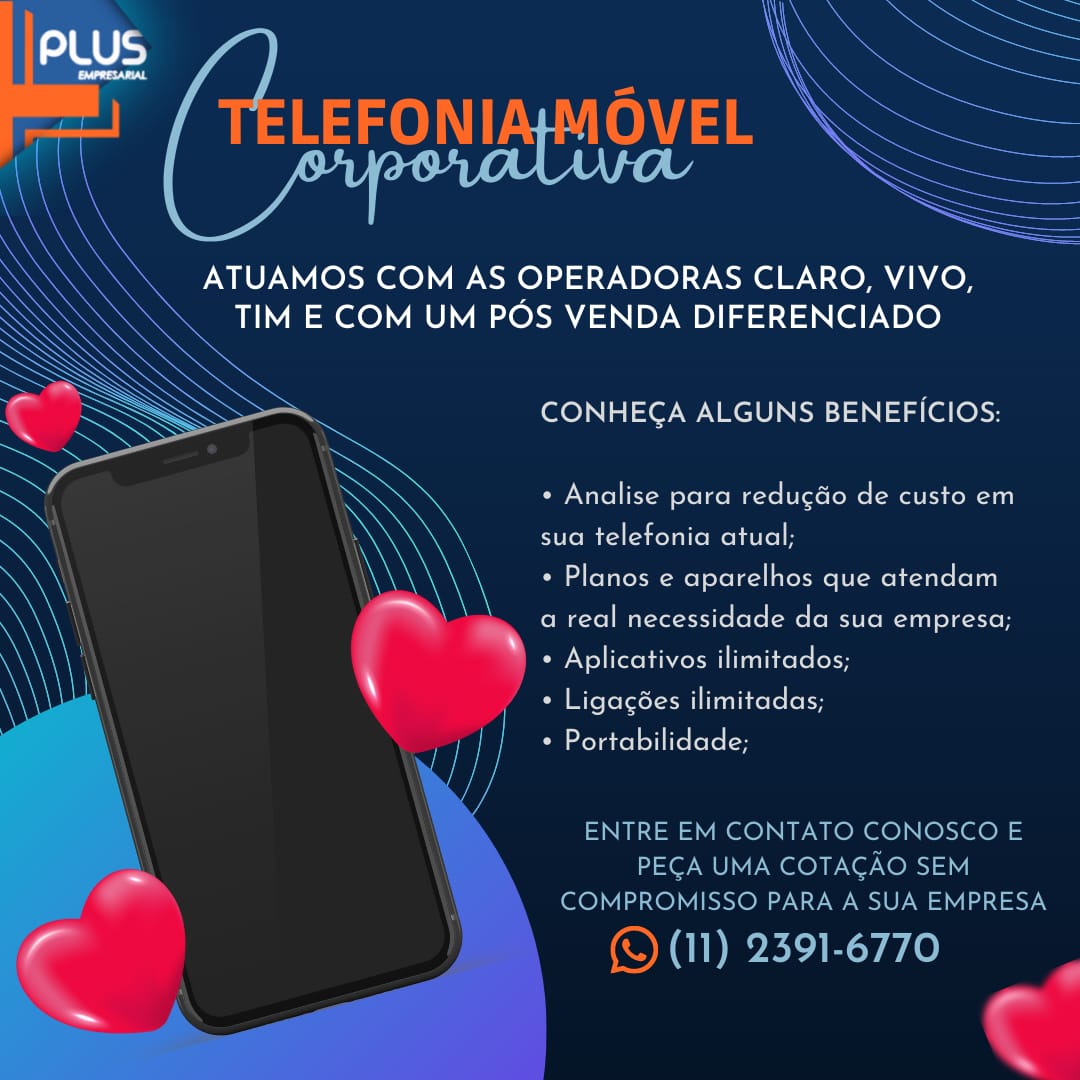 PLUS
EMPRESARIAL
TELEFONIA MÓVEL
Corporativa
ATUAMOS COM AS OPERADORAS CLARO, VIVO,
TIM E COM UM PÓS VENDA DIFERENCIADO
CONHEÇA ALGUNS BENEFÍCIOS:
• Analise para redução de custo em
sua telefonia atual;
• Planos e aparelhos que atendam
a real necessidade da sua empresa;
• Aplicativos ilimitados;
• Ligações ilimitadas;
• Portabilidade;
ENTRE EM CONTATO CONOSCO E
PEÇA UMA COTAÇÃO SEM
COMPROMISSO PARA A SUA EMPRESA
(11) 2391-6770